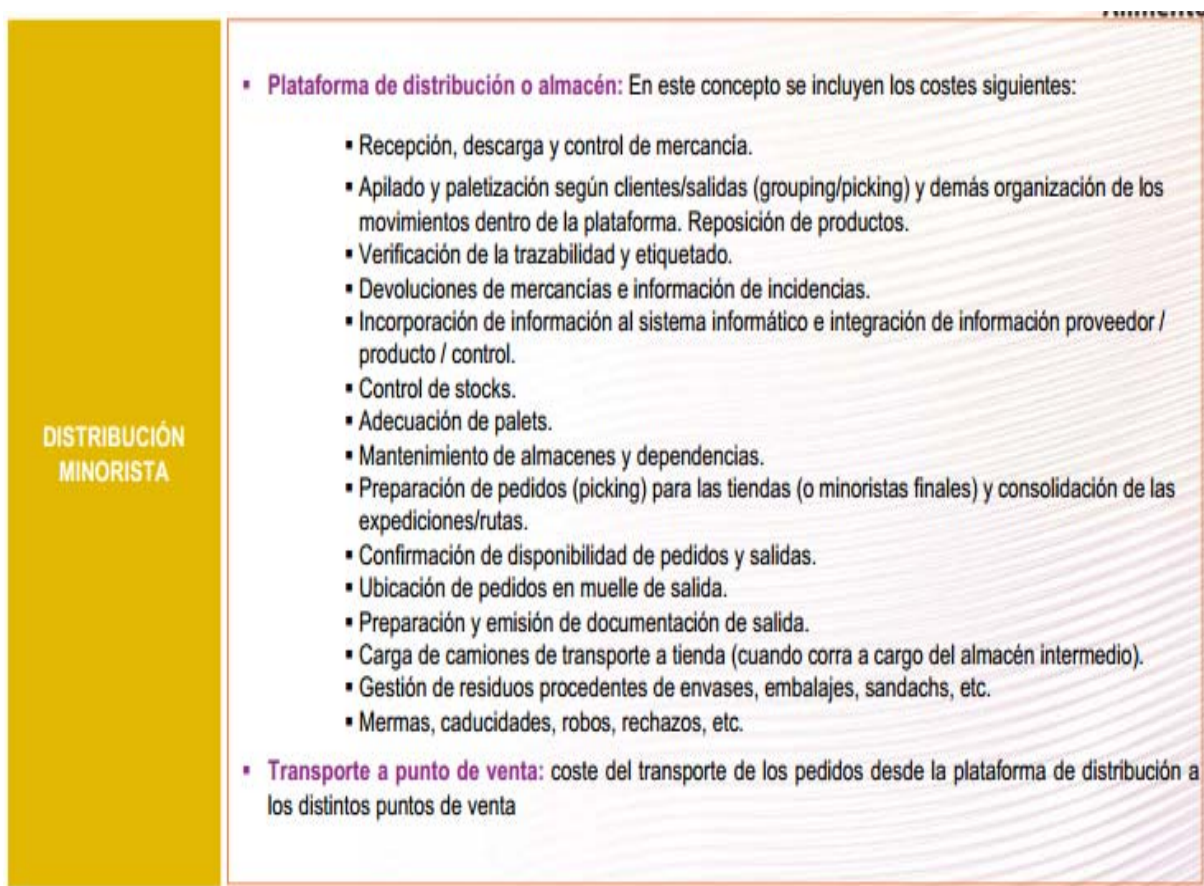 DISTRIBUCIÓN
MINORISTA
▪ Plataforma de distribución o almacén: En este concepto se incluyen los costes siguientes:
▪ Recepción, descarga y control de mercancía.
▪ Apilado y paletización según clientes/salidas (grouping/picking) y demás organización de los
movimientos dentro de la plataforma. Reposición de productos.
▪ Verificación de la trazabilidad y etiquetado.
▪ Devoluciones de mercancías e información de incidencias.
▪ Incorporación de información al sistema informático e integración de información proveedor /
producto / control.
▪ Control de stocks.
▪ Adecuación de palets.
▪ Mantenimiento de almacenes y dependencias.
▪ Preparación de pedidos (picking) para las tiendas (o minoristas finales) y consolidación de las
expediciones/rutas.
▪ Confirmación de disponibilidad de pedidos y salidas.
▪ Ubicación de pedidos en muelle de salida.
▪ Preparación y emisión de documentación de salida.
▪ Carga de camiones de transporte a tienda (cuando corra a cargo del almacén intermedio).
▪ Gestión de residuos procedentes de envases, embalajes, sandachs, etc.
▪ Mermas, caducidades, robos, rechazos, etc.
▪ Transporte a punto de venta: coste del transporte de los pedidos desde la plataforma de distribución a
los distintos puntos de venta